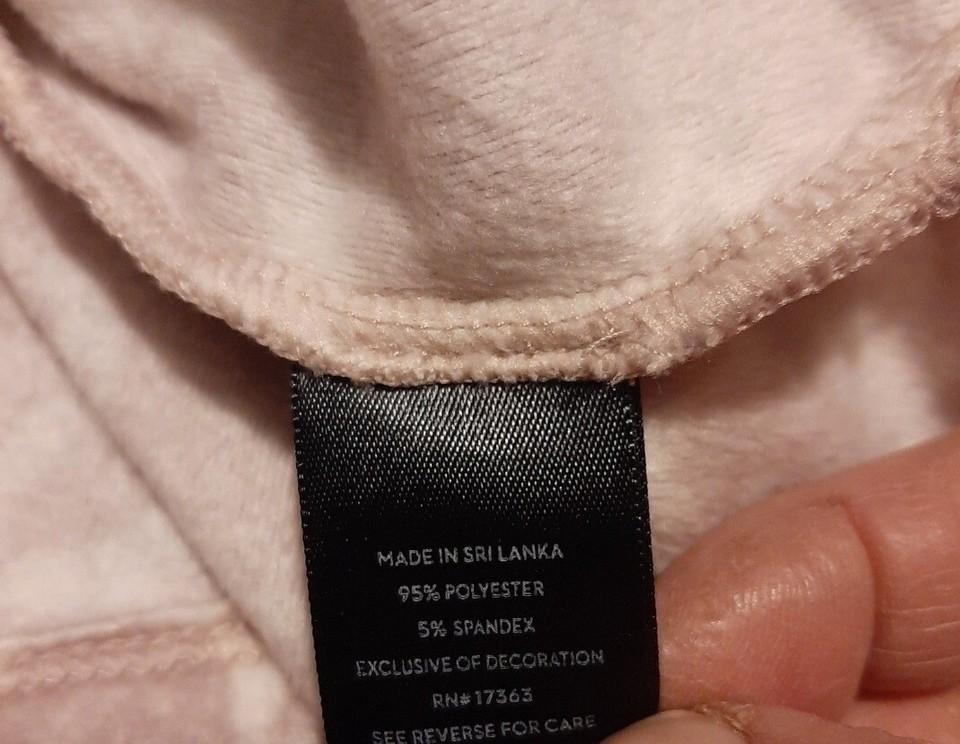 MADE IN SRI LANKA
95% POLYESTER
5% SPANDEX
EXCLUSIVE OF DECORATION
RN# 17363
SEE REVERSE FOR CARE